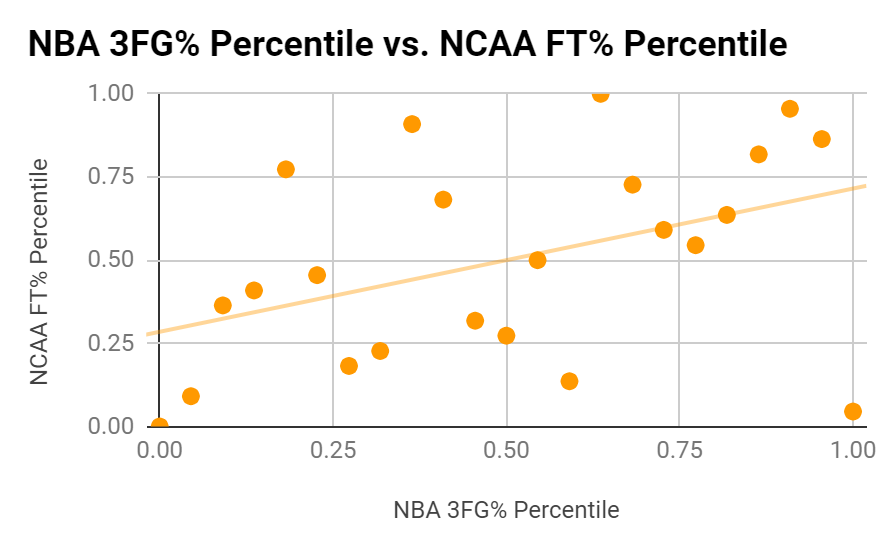 NBA 3FG% Percentile vs. NCAA FT% Percentile
1.00
0.75
0.50
0.25
0.00
NCAA FT% Percentile
0.00 0.25 0.50 0.75 1.00
NBA 3FG% Percentile